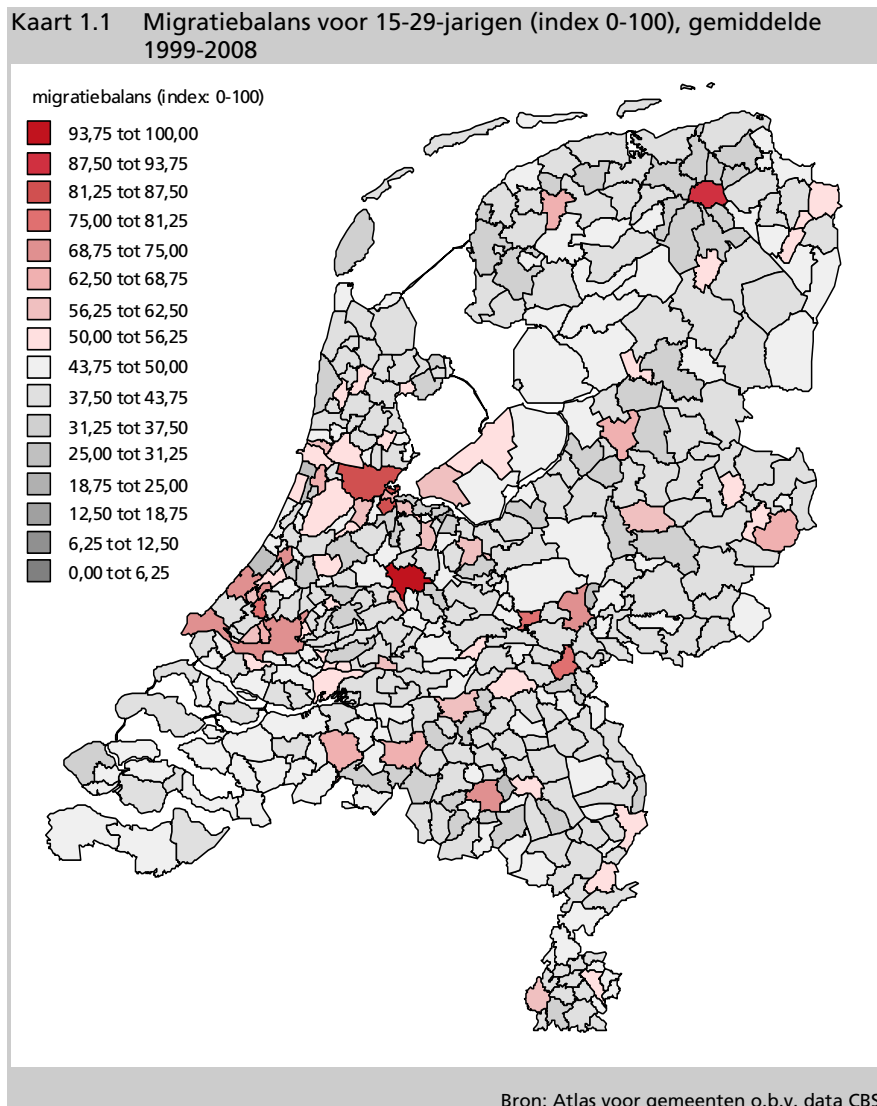 Kaart 1.1 Migratiebalans voor 15-29-jarigen (index 0-100), gemiddelde
1999-2008
migratiebalans (index: 0-100)
93,75 tot 100,00
87,50 tot 93,75
81,25 tot 87,50
75,00 tot 81,25
68,75 tot 75,00
62,50 tot 68,75
56,25 tot 62,50
50,00 tot 56,25
43,75 tot 50,00
37,50 tot 43,75
31,25 tot 37,50
25,00 tot 31,25
18,75 tot 25,00
12,50 tot 18,75
6,25 tot 12,50
0,00 tot 6,25
Bron: Atlas voor gemeenten o.b.v. data CBS